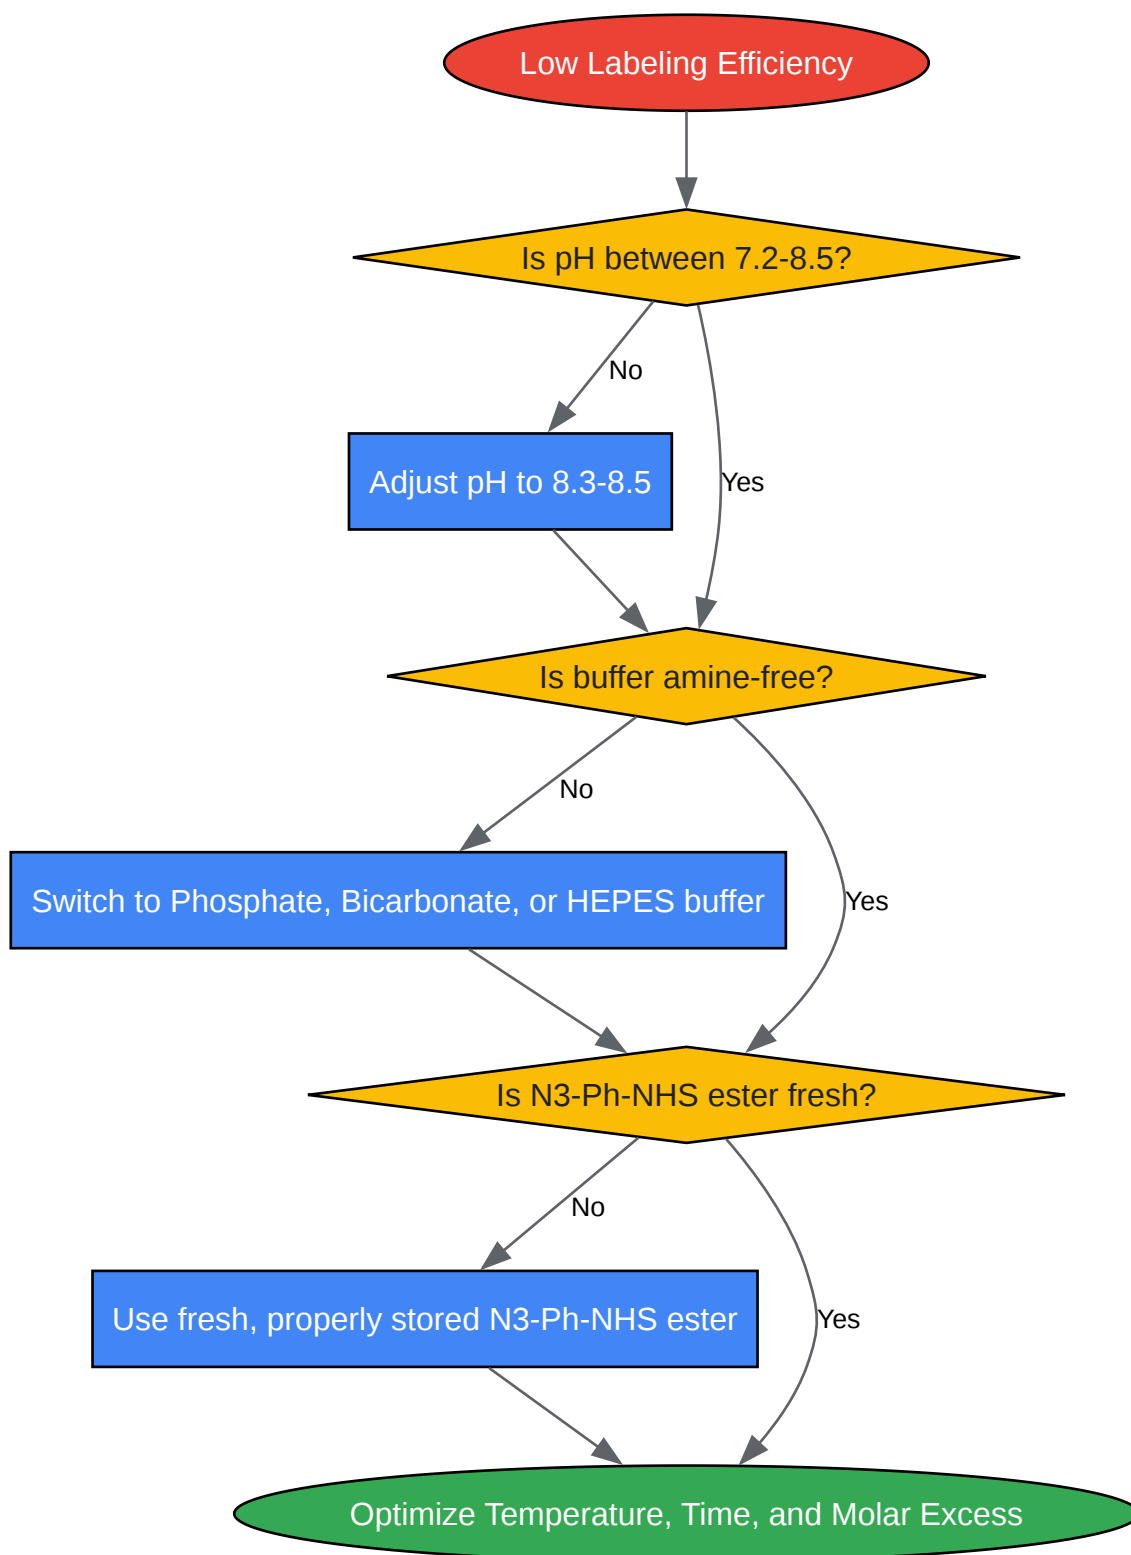 Low Labeling Efficiency
Is pH between 7.2-8.5?
No
Adjust pH to 8.3-8.5
Yes
Is buffer amine-free?
No
Switch to Phosphate, Bicarbonate, or HEPES buffer
Yes
Is N3-Ph-NHS ester fresh?
No
Use fresh, properly stored N3-Ph-NHS ester
Yes
Optimize Temperature, Time, and Molar Excess